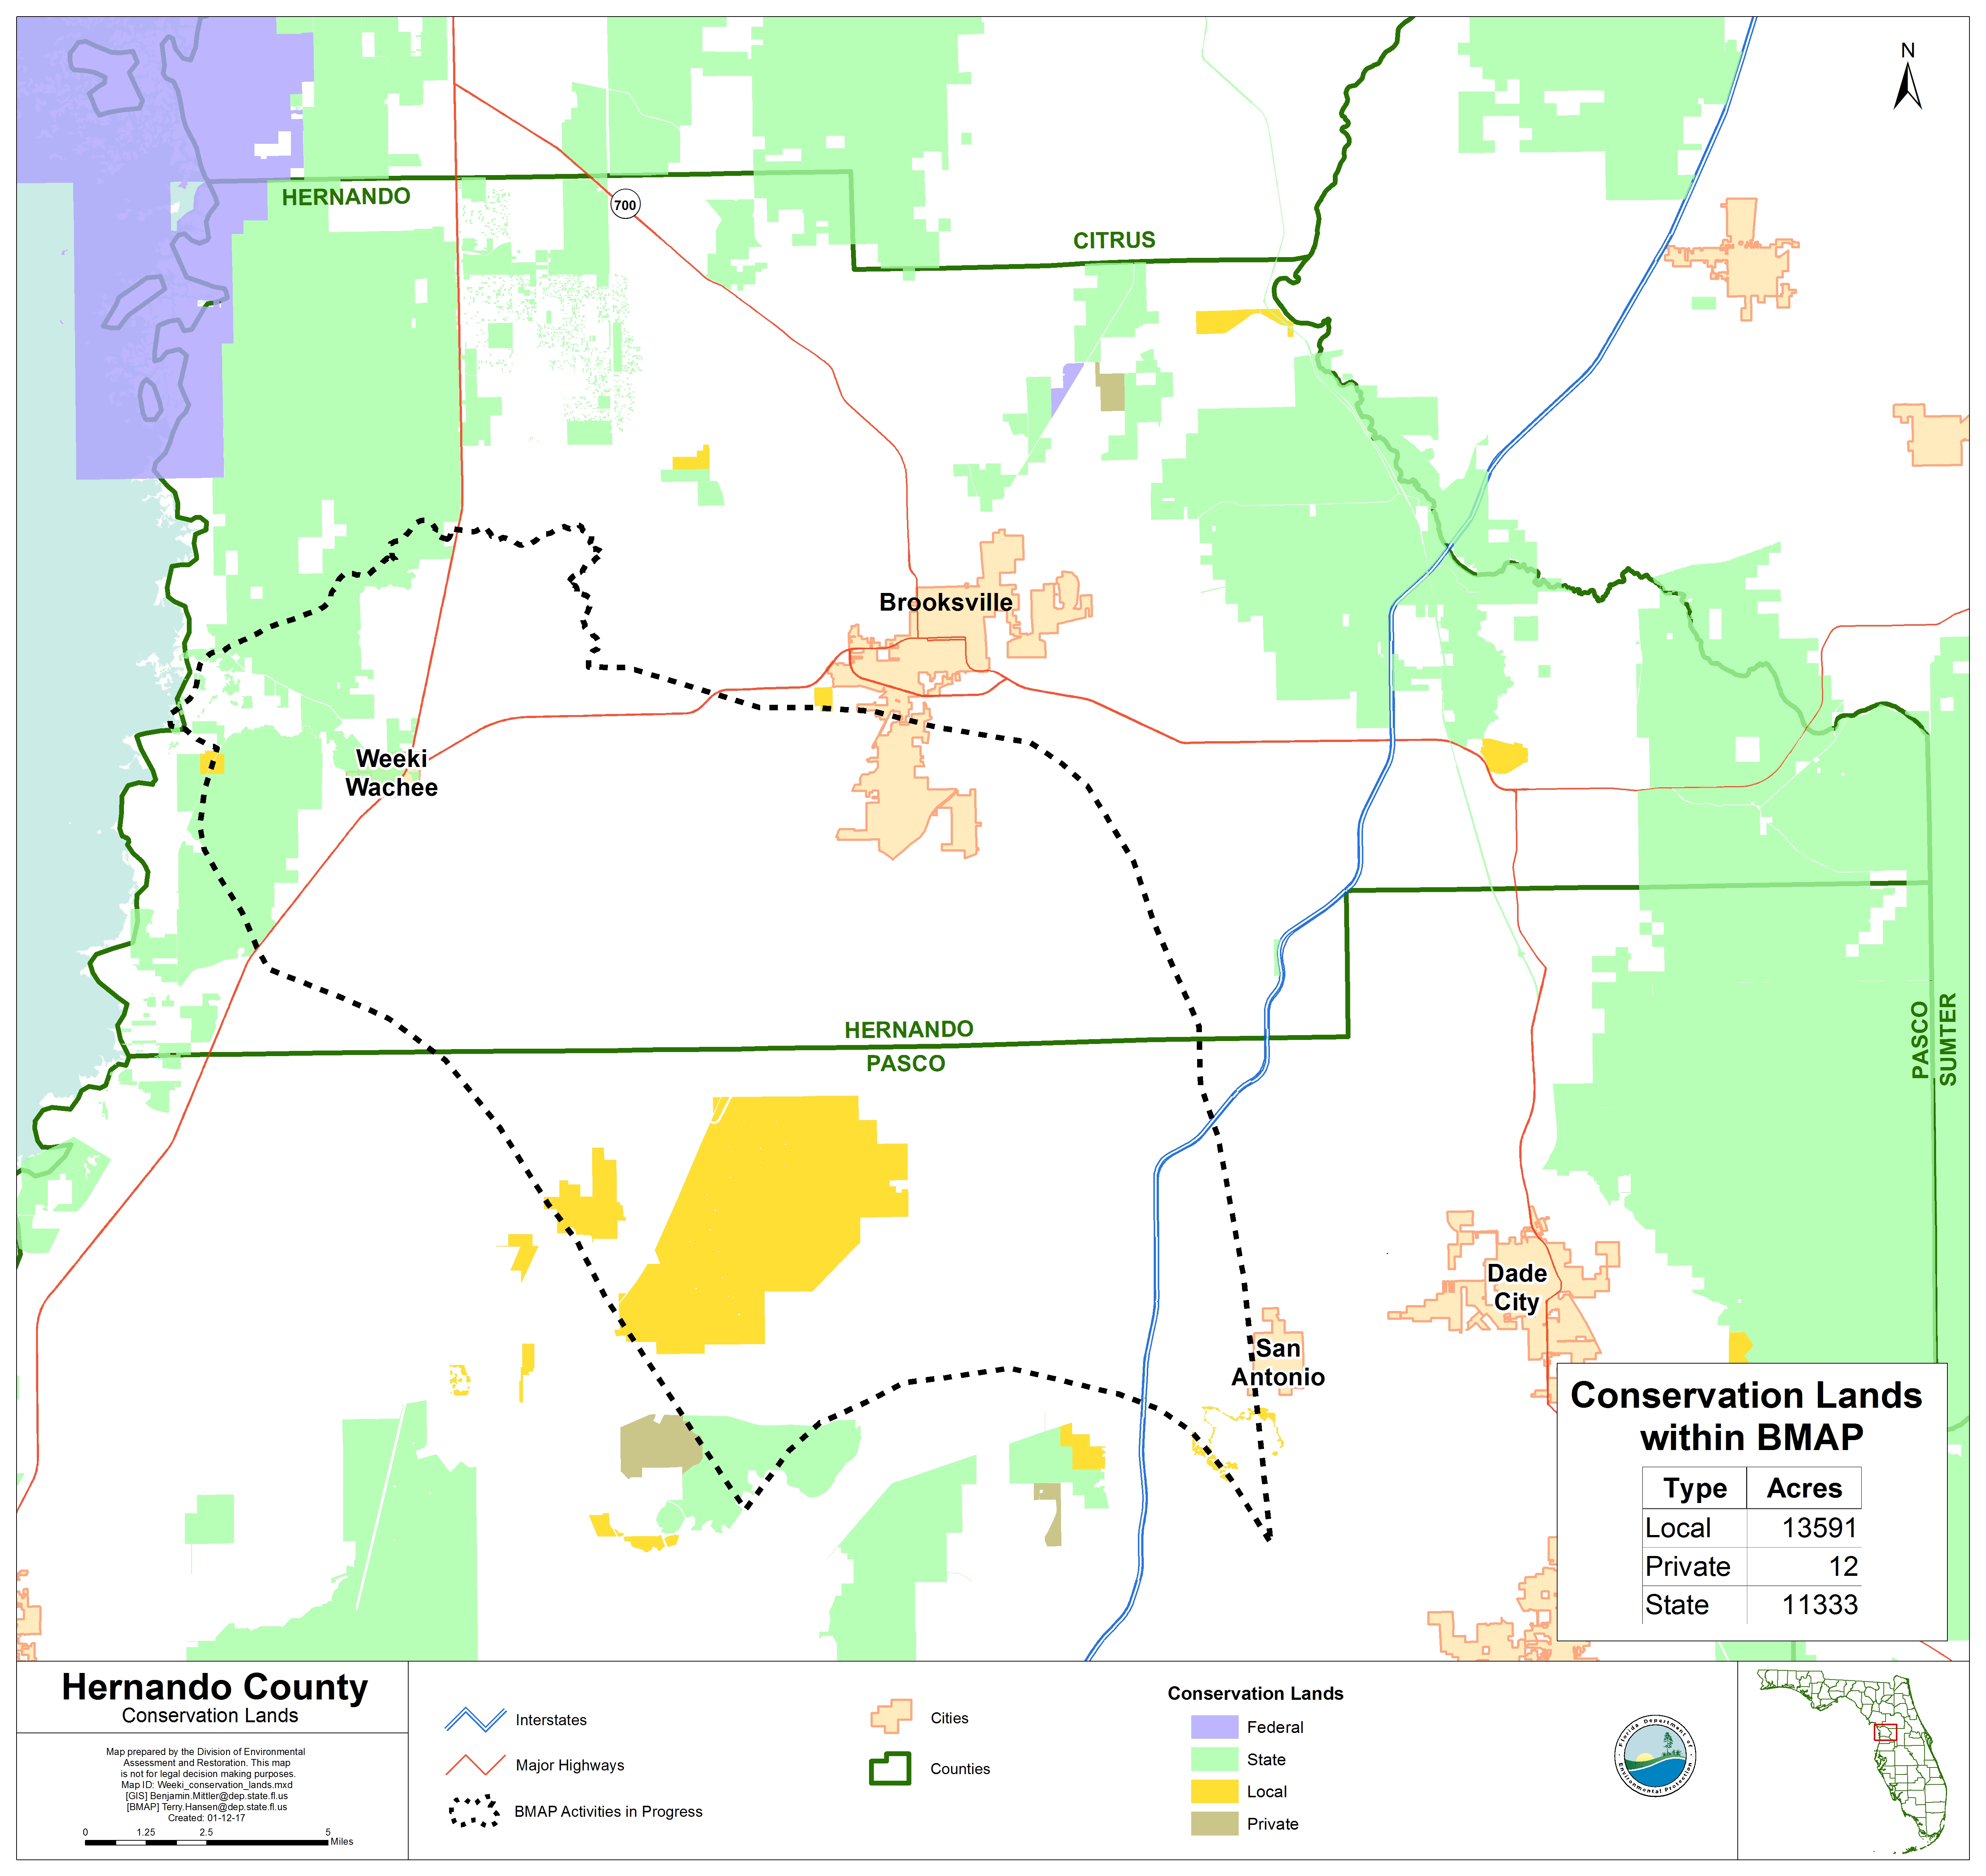 N
HERNANDO
700
CITRUS
Brooksville
Weeki
Wachee
HERNANDO
PASCO
PASCO
SUMTER
Dade
City
San
Antonio
Conservation Lands
within BMAP
Type Acres
Local 13591
Private 12
State 11333
Hernando County
Conservation Lands
Map prepared by the Division of Environmental
Assessment and Restoration. This map
is not for legal decision making purposes.
Map ID: Weeki_conservation_lands.mxd
[GIS] Benjamin.Mittler@dep.state.fl.us
[BMAP] Terry.Hansen@dep.state.fl.us
Created: 01-12-17
0 1.25 2.5 5
Miles
Interstates
Major Highways
BMAP Activities in Progress
Cities
Counties
Conservation Lands
Federal
State
Local
Private
Florida Department of
Environmental Protection